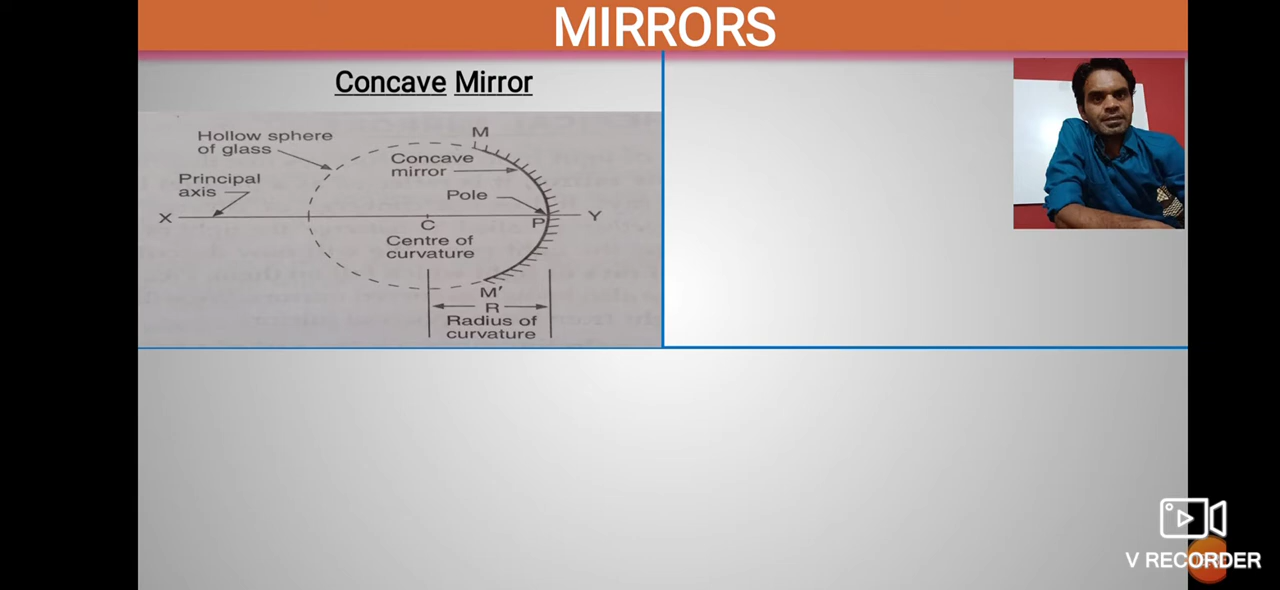 MIRRORS
Concave Mirror
Hollow sphere
of glass
Principal
axis
M
Concave
mirror
Pole
X
Y
C
P
Centre of
curvature
M'
R
Radius of
curvature
V RECORDER